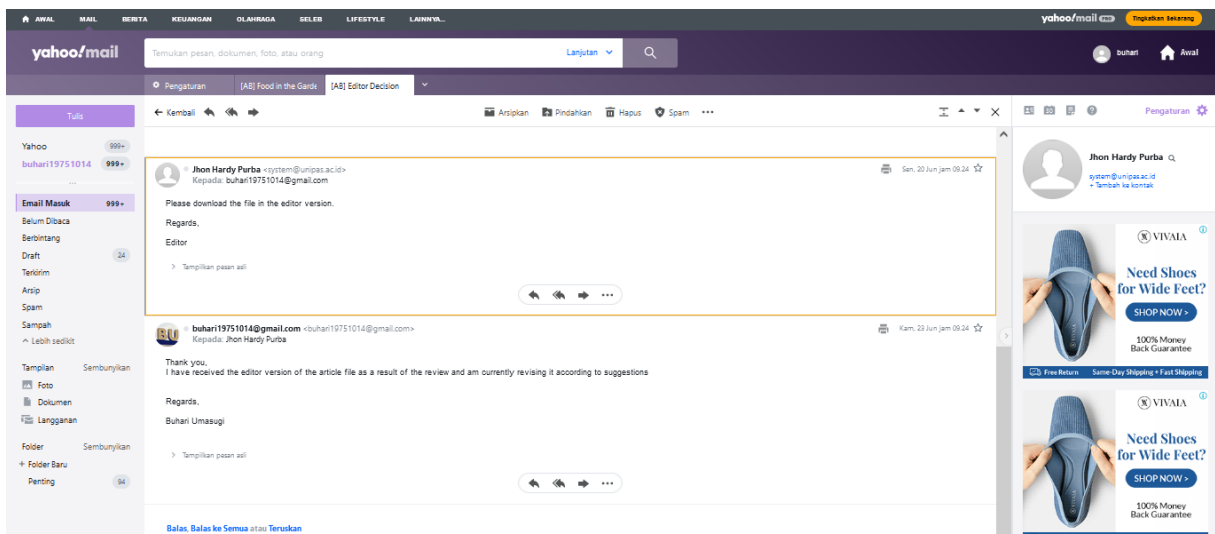 AWAL MAIL BERITA KEUANGAN OLAHRAGA SELEB LIFESTYLE LAINNYA...
yahoo!mail PRO Tingkatkan Sekarang
yahoo!mail
Temukan pesan, dokumen, foto, atau orang Lanjutan
buhari Awal
Pengaturan [AB] Food in the Garde [AB] Editor Decision
Tulis
Kembali Arsipkan Pindahkan Hapus Spam ...
Pengaturan
Yahoo 999+
buhari19751014 999+
...
Email Masuk 999+
Belum Dibaca
Berbintang
Draft 24
Terkirim
Arsip
Spam
Sampah
Lebih sedikit
Tampilan Sembunyikan
Foto
Dokumen
Langganan
Folder Sembunyikan
+ Folder Baru
Penting 94
Jhon Hardy Purba <system@unipas.ac.id> Sen, 20 Jun jam 09.24
Kepada: buhari19751014@gmail.com
Please download the file in the editor version.
Regards,
Editor
Tampilkan pesan asli
buhari19751014@gmail.com <buhari19751014@gmail.com> Kam, 23 Jun jam 09.24
Kepada: Jhon Hardy Purba
Thank you,
I have received the editor version of the article file as a result of the review and am currently revising it according to suggestions
Regards,
Buhari Umasugi
Tampilkan pesan asli
Balas, Balas ke Semua atau Teruskan
Jhon Hardy Purba
system@unipas.ac.id
+ Tambah ke kontak
VIVAIA
Need Shoes
for Wide Feet?
SHOP NOW >
100% Money
Back Guarantee
Free Return Same-Day Shipping + Fast Shipping
VIVAIA
Need Shoes
for Wide Feet?
SHOP NOW >
100% Money
Back Guarantee